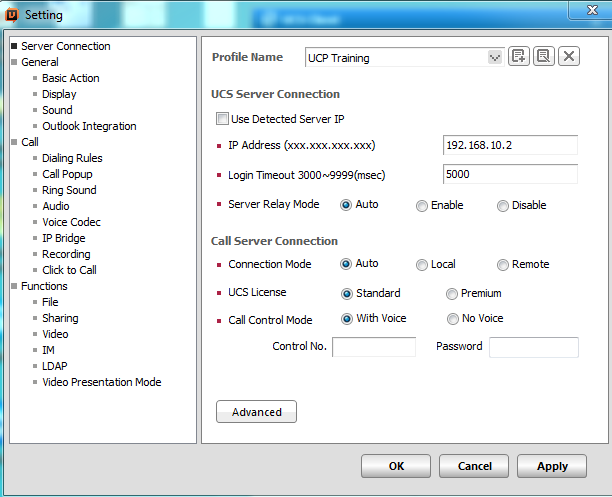 Setting
Server Connection
General
Basic Action
Display
Sound
Outlook Integration
Call
Dialing Rules
Call Popup
Ring Sound
Audio
Voice Codec
IP Bridge
Recording
Click to Call
Functions
File
Sharing
Video
IM
LDAP
Video Presentation Mode
Profile Name UCP Training
UCS Server Connection
Use Detected Server IP
IP Address (xxx.xxx.xxx.xxx) 192.168.10.2
Login Timeout 3000~9999(msec) 5000
Server Relay Mode Auto Enable Disable
Call Server Connection
Connection Mode Auto Local Remote
UCS License Standard Premium
Call Control Mode With Voice No Voice
Control No. Password
Advanced
OK Cancel Apply